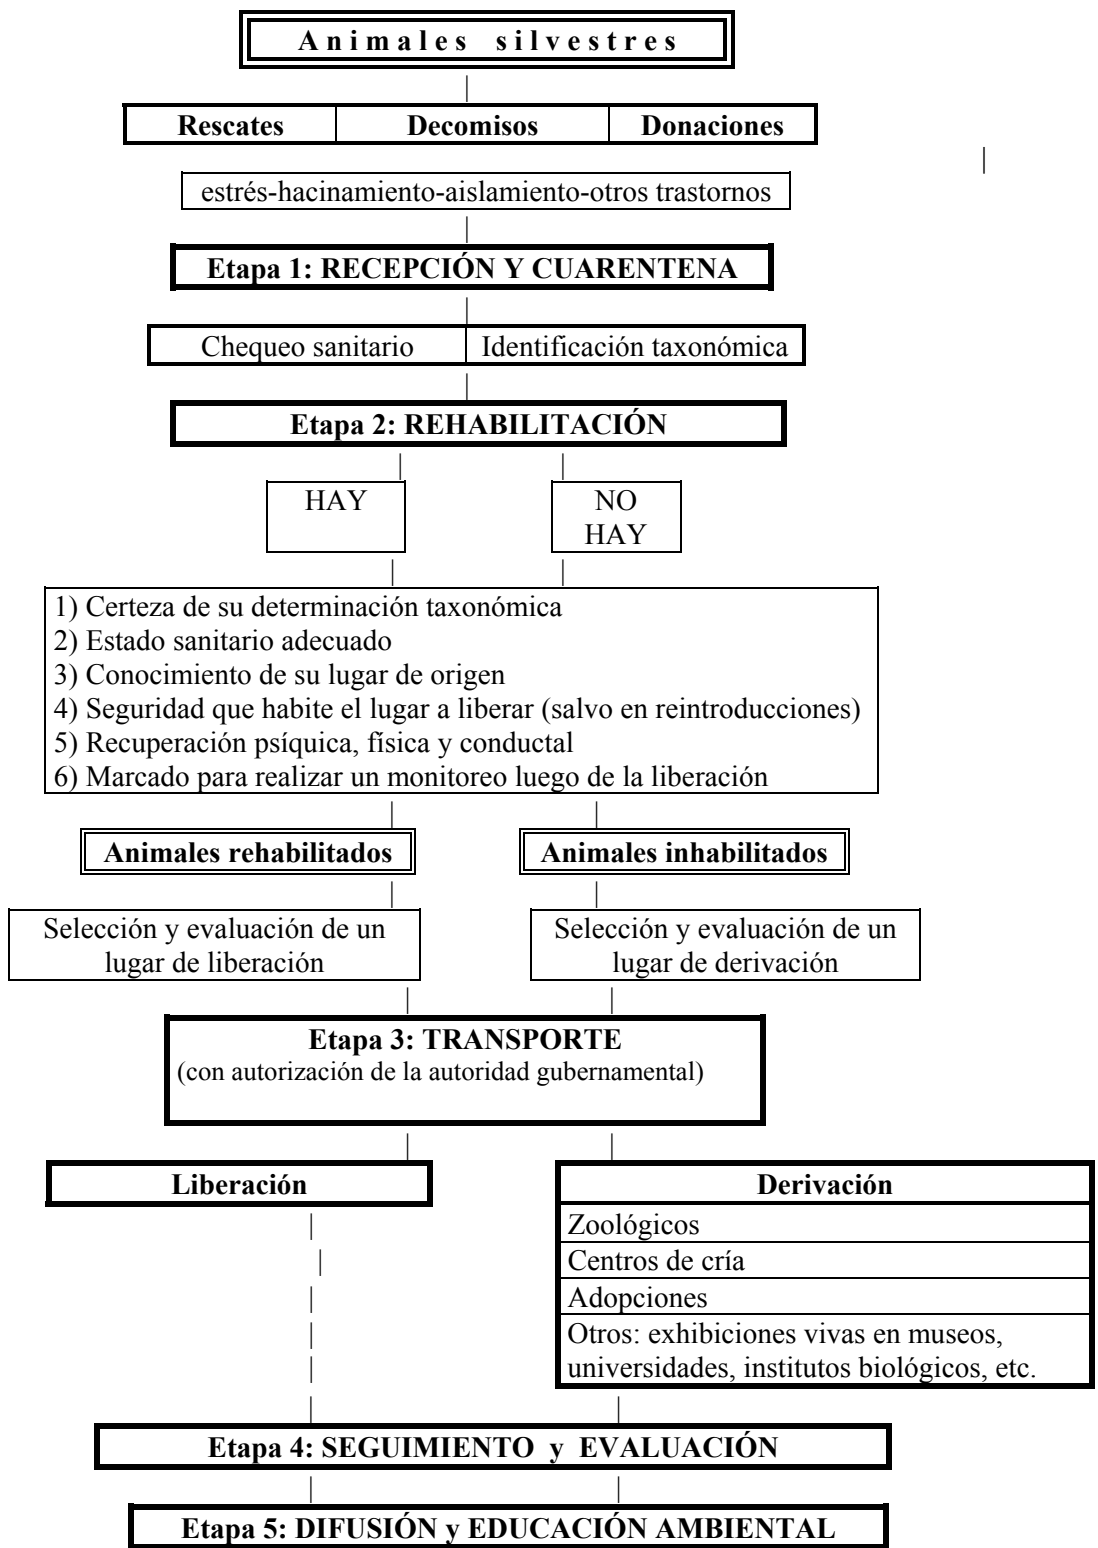 Animales silvestres
Rescates Decomisos Donaciones
estrés-hacinamiento-aislamiento-otros trastornos
Etapa 1: RECEPCIÓN Y CUARENTENA
Chequeo sanitario Identificación taxonómica
Etapa 2: REHABILITACIÓN
HAY
NO
HAY
1) Certeza de su determinación taxonómica
2) Estado sanitario adecuado
3) Conocimiento de su lugar de origen
4) Seguridad que habite el lugar a liberar (salvo en reintroducciones)
5) Recuperación psíquica, física y conductal
6) Marcado para realizar un monitoreo luego de la liberación
Animales rehabilitados
Animales inhabilitados
Selección y evaluación de un
lugar de liberación
Selección y evaluación de un
lugar de derivación
Etapa 3: TRANSPORTE
(con autorización de la autoridad gubernamental)
Liberación
Derivación
Zoológicos
Centros de cría
Adopciones
Otros: exhibiciones vivas en museos,
universidades, institutos biológicos, etc.
Etapa 4: SEGUIMIENTO y EVALUACIÓN
Etapa 5: DIFUSIÓN y EDUCACIÓN AMBIENTAL